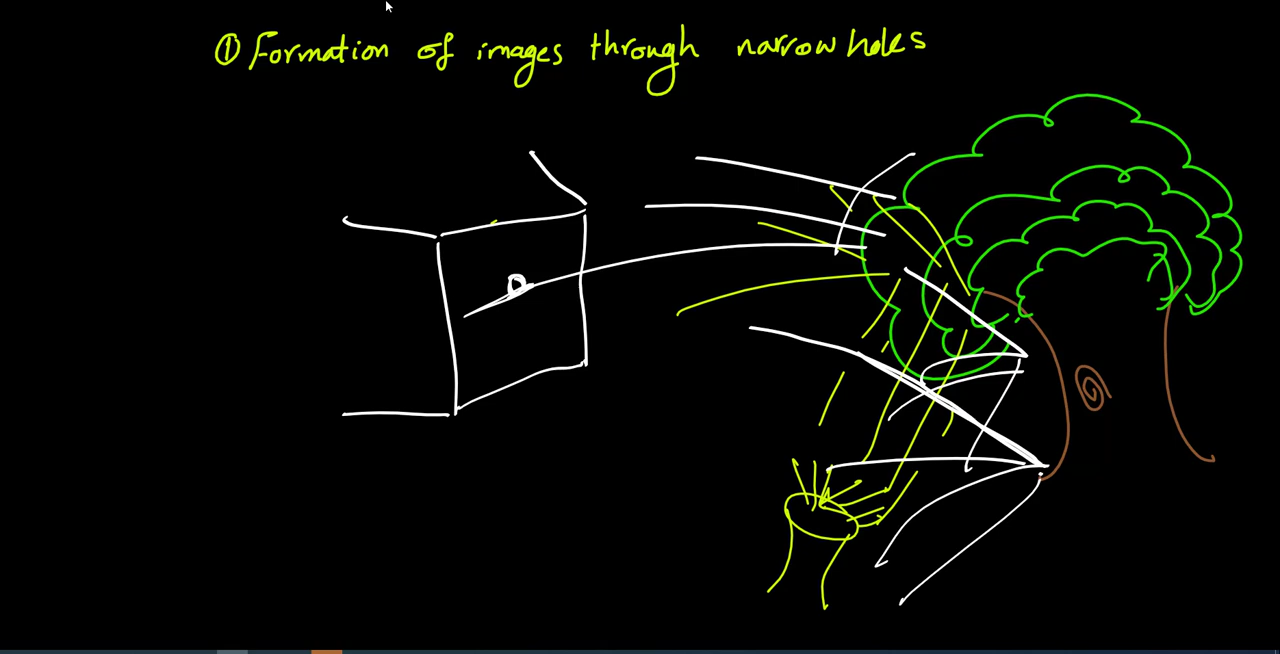 ① Formation of images through narrow holes